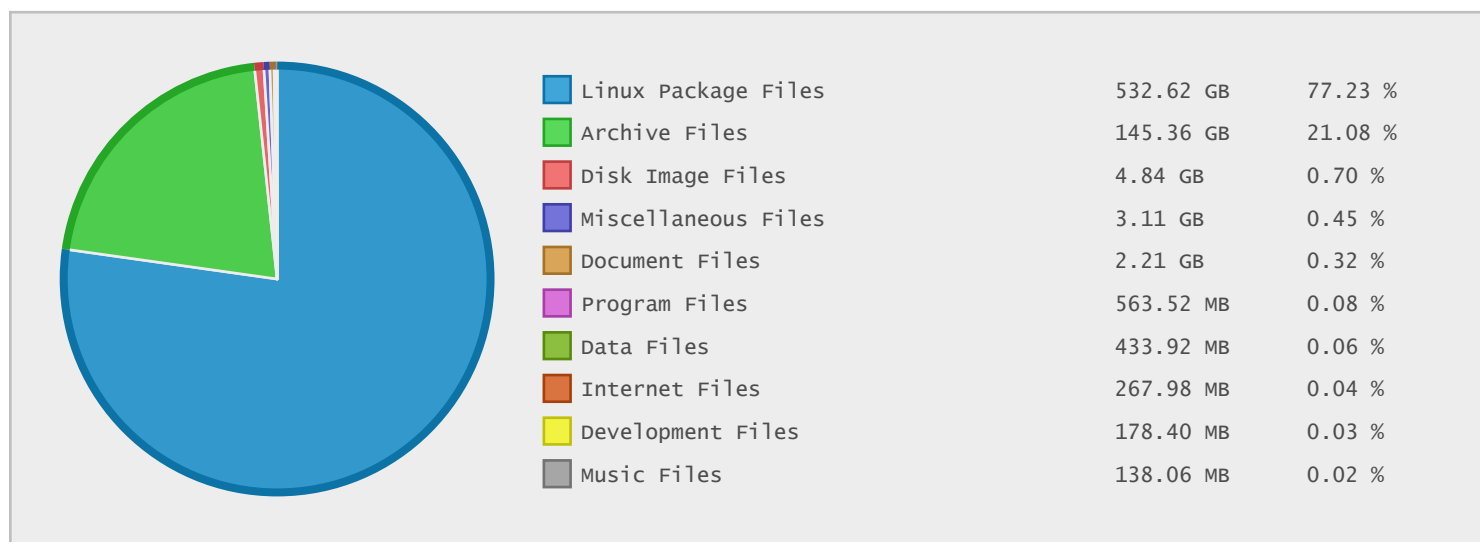 Linux Package Files 532.62 GB 77.23 %
Archive Files 145.36 GB 21.08 %
Disk Image Files 4.84 GB 0.70 %
Miscellaneous Files 3.11 GB 0.45 %
Document Files 2.21 GB 0.32 %
Program Files 563.52 MB 0.08 %
Data Files 433.92 MB 0.06 %
Internet Files 267.98 MB 0.04 %
Development Files 178.40 MB 0.03 %
Music Files 138.06 MB 0.02 %